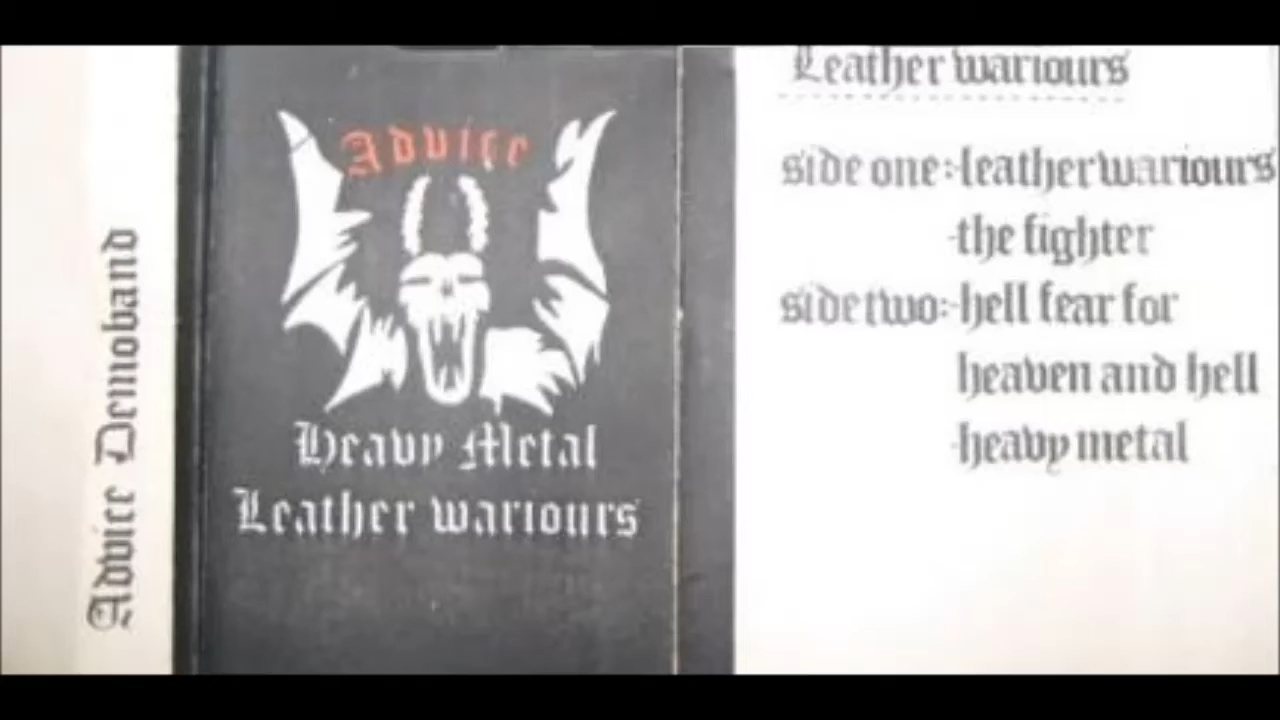 Advice Demoband
Advice
Heavy Metal
Leather wariours
Leather wariours
side one:-leather wariours
-the fighter
side two:-hell fear for
heaven and hell
-heavy metal